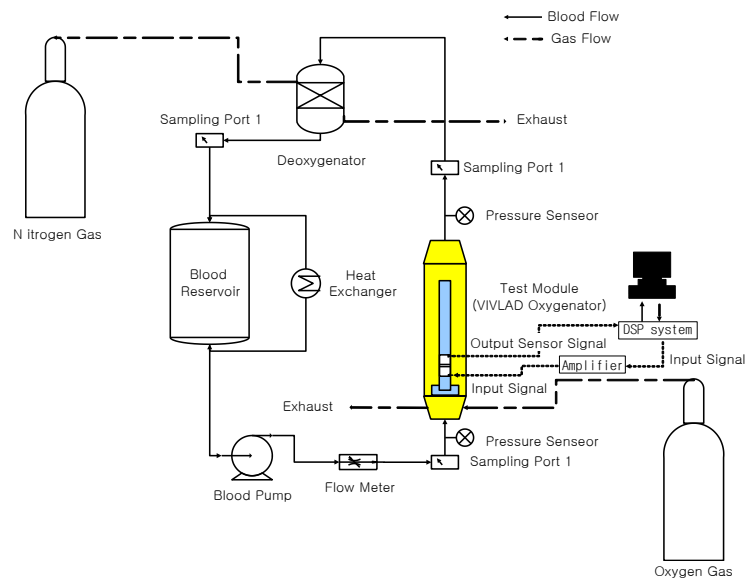 Blood Flow
Gas Flow
Sampling Port 1
Exhaust
Deoxygenator
Sampling Port 1
N itrogen Gas
Pressure Senseor
Blood
Reservoir
Heat
Exchanger
Test Module
(VIVLAD Oxygenator)
DSP system
Output Sensor Signal
Input Signal
Amplifier
Input Signal
Exhaust
Pressure Senseor
Sampling Port 1
Blood Pump
Flow Meter
Oxygen Gas